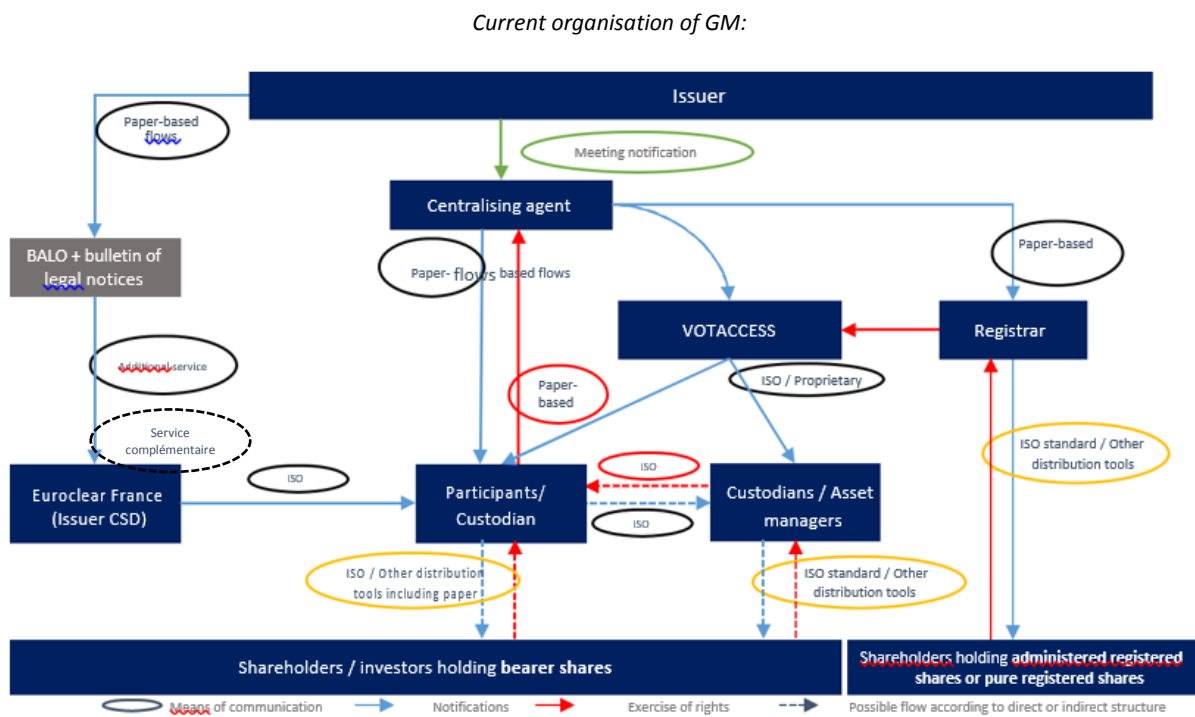 Current organisation of GM:
Issuer
Paper-based
flows
Meeting notification
Centralising agent
BALO + bulletin of
legal notices
Paper- flows based flows
Paper-based
VOTACCESS
Registrar
Additional service
Paper-
based
ISO / Proprietary
Service
complémentaire
ISO standard / Other
distribution tools
ISO
ISO
Euroclear France
(Issuer CSD)
Participants/
Custodian
Custodians / Asset
managers
ISO
ISO / Other distribution
tools including paper
ISO standard / Other
distribution tools
Shareholders / investors holding bearer shares
Shareholders holding administered registered
shares or pure registered shares
Means of communication
Notifications
Exercise of rights
Possible flow according to direct or indirect structure